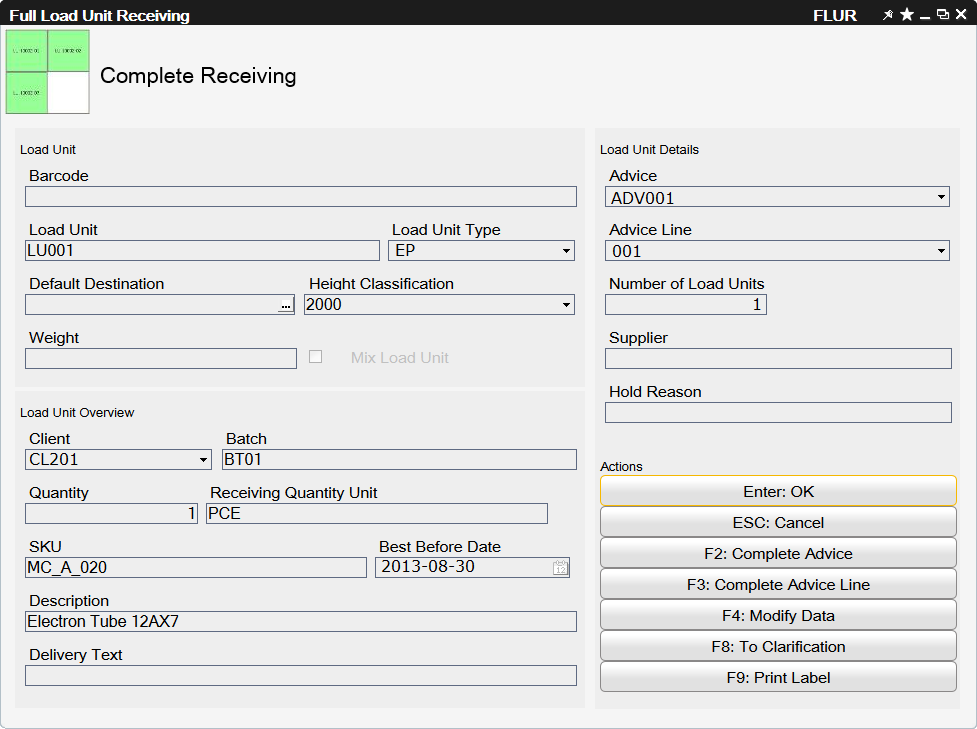 Full Load Unit Receiving FLUR
Complete Receiving
Load Unit
Barcode
Load Unit Load Unit Type
LU001 EP
Default Destination Height Classification
... 2000
Weight
Mix Load Unit
Load Unit Overview
Client Batch
CL201 BT01
Quantity Receiving Quantity Unit
1 PCE
SKU Best Before Date
MC_A_020 2013-08-30
12
Description
Electron Tube 12AX7
Delivery Text
Load Unit Details
Advice
ADV001
Advice Line
001
Number of Load Units
1
Supplier
Hold Reason
Actions
Enter: OK
ESC: Cancel
F2: Complete Advice
F3: Complete Advice Line
F4: Modify Data
F8: To Clarification
F9: Print Label